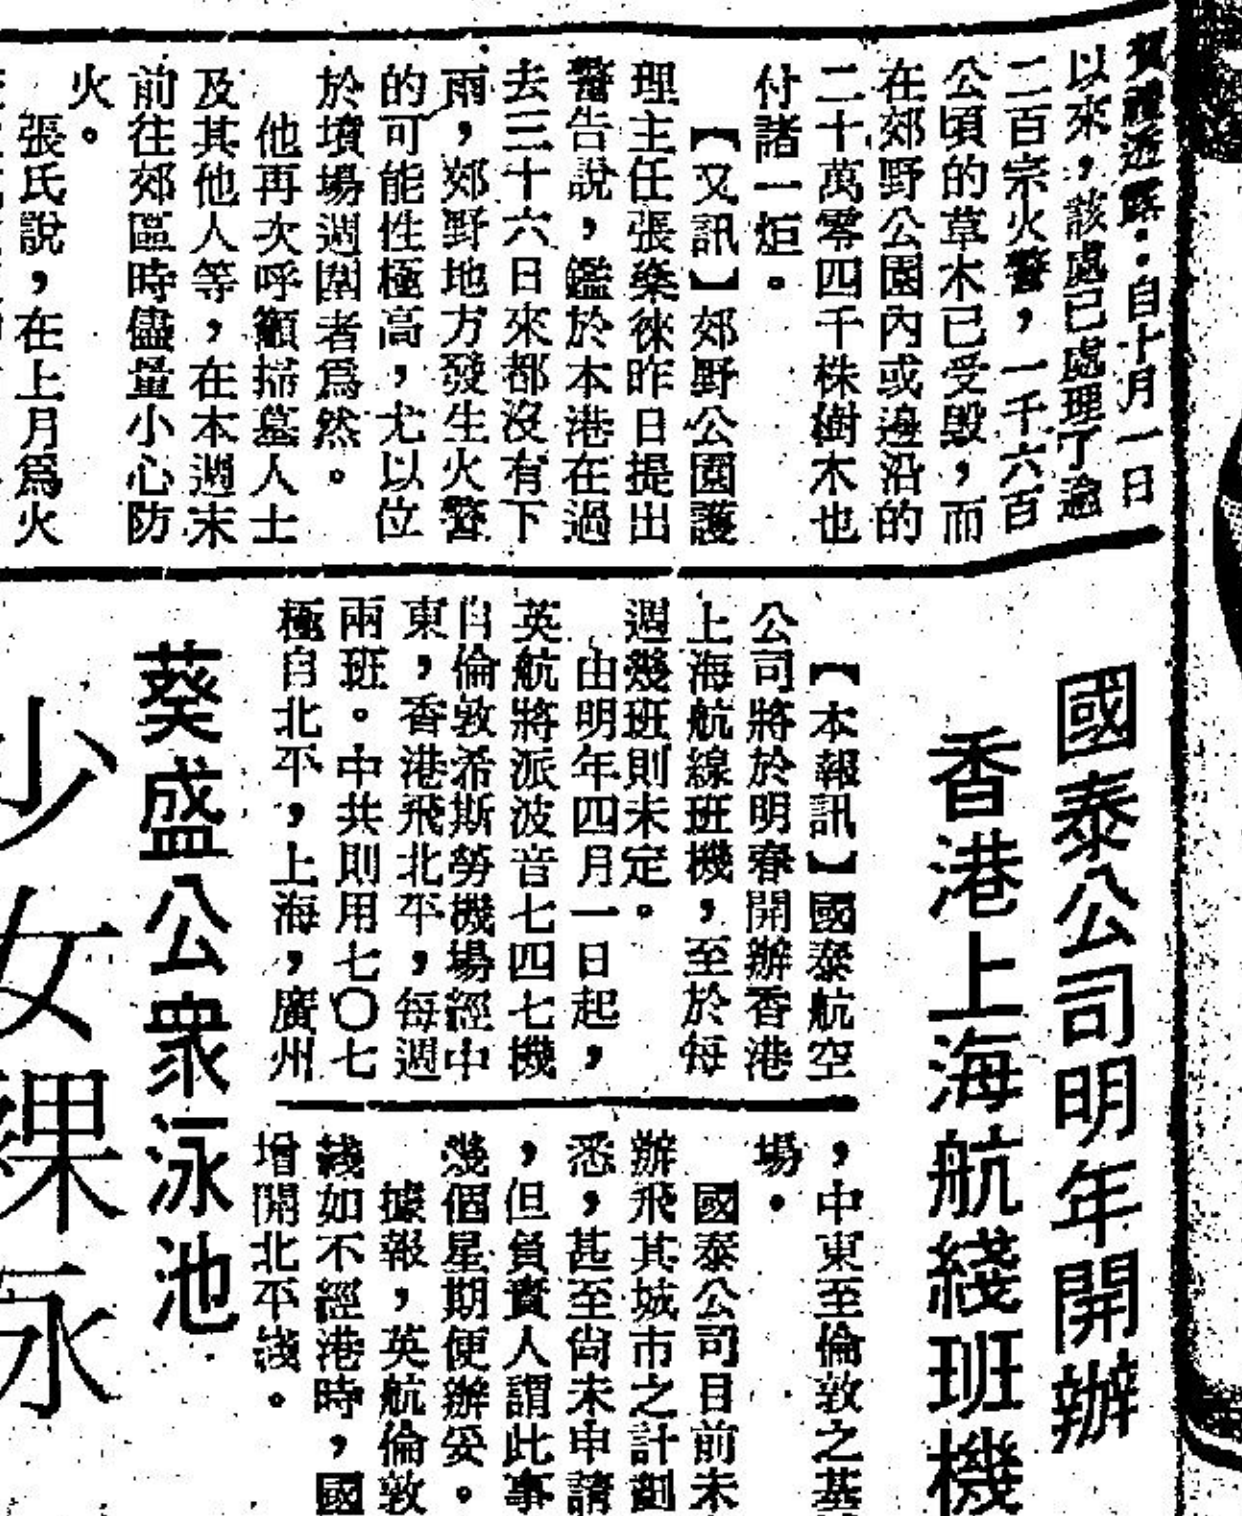 以來，該處已處理了逾
二百宗火警，一千六百
公頃的草木已受毀，而
在郊野公園內或邊沿的
二十萬零四千株樹木也
付諸一炬。
【又訊】郊野公園護
理主任張樂徠昨日提出
警告說，鑑於本港在過
去三十六日來都沒有下
雨，郊野地方發生火警
的可能性極高，尤以位
於墳場週圍者爲然。
他再次呼籲掃墓人士
及其他人等，在本週末
前往郊區時儘量小心防
火。
張氏說，在上月爲火
國泰公司明年開辦
香港上海航綫班機
【本報訊】國泰航空
公司將於明春開辦香港
上海航線班機，至於每
週幾班則未定。
由明年四月一日起，
英航將派波音七四七機
自倫敦希斯勞機場經中
東，香港飛北平，每週
兩班。中共則用七〇七
極自北平，上海，廣州
，中東至倫敦之基
場。
國泰公司目前未
辦飛其城市之計劃
悉，甚至尙未申請
，但負責人謂此事
幾個星期便辦妥。
據報，英航倫敦
綫如不經港時，國
增開北平綫。
葵盛公衆泳池
少女裸泳